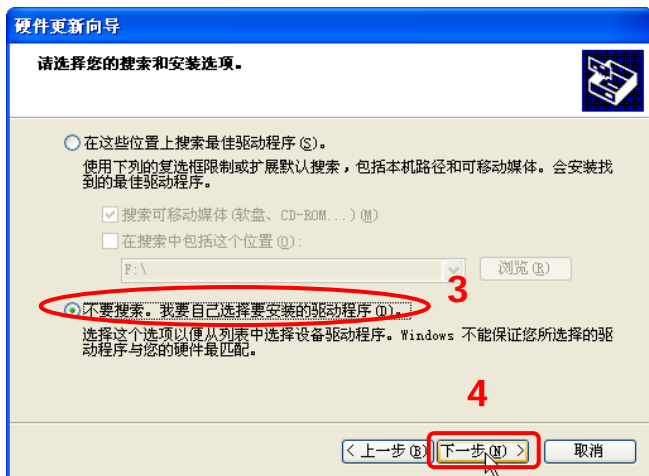 硬件更新向导
请选择您的搜索和安装选项。
在这些位置上搜索最佳驱动程序(S)。
使用下列的复选框限制或扩展默认搜索，包括本机路径和可移动媒体。会安装找
到的最佳驱动程序。
搜索可移动媒体(软盘、CD-ROM...)(M)
在搜索中包括这个位置(O):
F:\
浏览(R)
3
不要搜索。我要自己选择要安装的驱动程序(D)。
选择这个选项以便从列表中选择设备驱动程序。Windows 不能保证您所选择的驱
动程序与您的硬件最匹配。
4
< 上一步(B) 下一步(N) > 取消